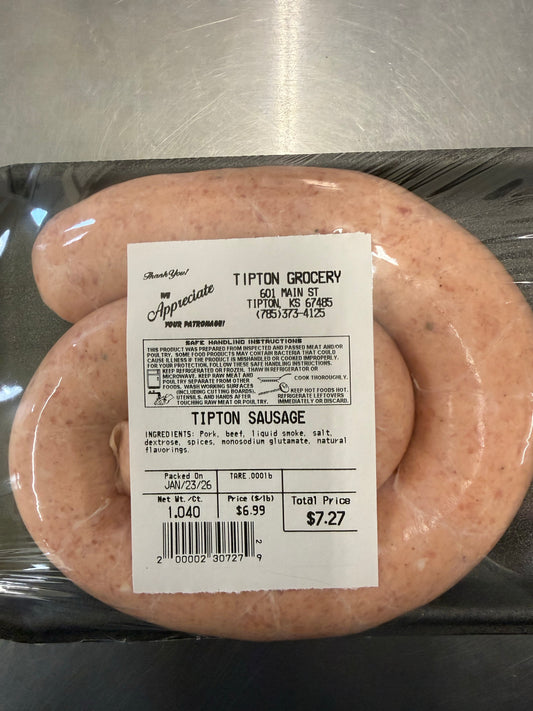 Thank You!
WE
Appreciate
YOUR PATRONAGE!
TIPTON GROCERY
601 MAIN ST
TIPTON, KS 67485
(785)373-4125
SAFE HANDLING INSTRUCTIONS
THIS PRODUCT WAS PREPARED FROM INSPECTED AND PASSED MEAT AND/OR
POULTRY. SOME FOOD PRODUCTS MAY CONTAIN BACTERIA THAT COULD
CAUSE ILLNESS IF THE PRODUCT IS MISHANDLED OR COOKED IMPROPERLY.
FOR YOUR PROTECTION, FOLLOW THESE SAFE HANDLING INSTRUCTIONS.
KEEP REFRIGERATED OR FROZEN. THAW IN REFRIGERATOR OR
MICROWAVE. KEEP RAW MEAT AND
POULTRY SEPARATE FROM OTHER
FOODS. WASH WORKING SURFACES
(INCLUDING CUTTING BOARDS),
UTENSILS, AND HANDS AFTER
TOUCHING RAW MEAT OR POULTRY.
COOK THOROUGHLY.
KEEP HOT FOODS HOT.
REFRIGERATE LEFTOVERS
IMMEDIATELY OR DISCARD.
TIPTON SAUSAGE
INGREDIENTS: Pork, beef, liquid smoke, salt,
dextrose, spices, monosodium glutamate, natural
flavorings.
Packed On
JAN/23/26
TARE .000lb
Net Wt./Ct.
1.040
Price ($/lb)
$6.99
Total Price
$7.27
2 00002 30727 9
2